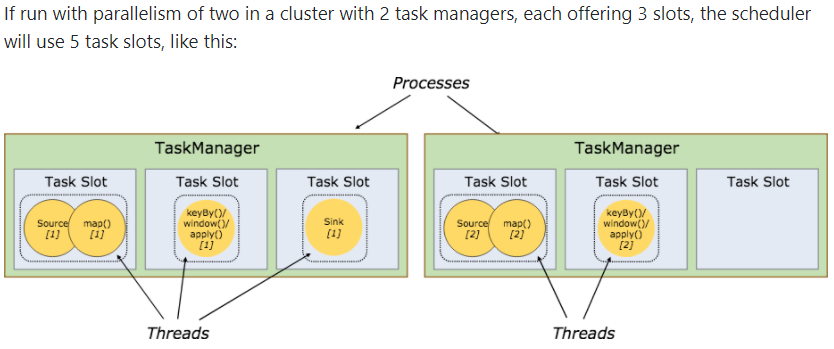 If run with parallelism of two in a cluster with 2 task managers, each offering 3 slots, the scheduler
will use 5 task slots, like this:
Processes
TaskManager
Task Slot
Source
[1]
map()
[1]
Task Slot
keyBy()/
window()/
apply()
[1]
Task Slot
Sink
[1]
Threads
TaskManager
Task Slot
Source
[2]
map()
[2]
Task Slot
keyBy()/
window()/
apply()
[2]
Task Slot
Threads